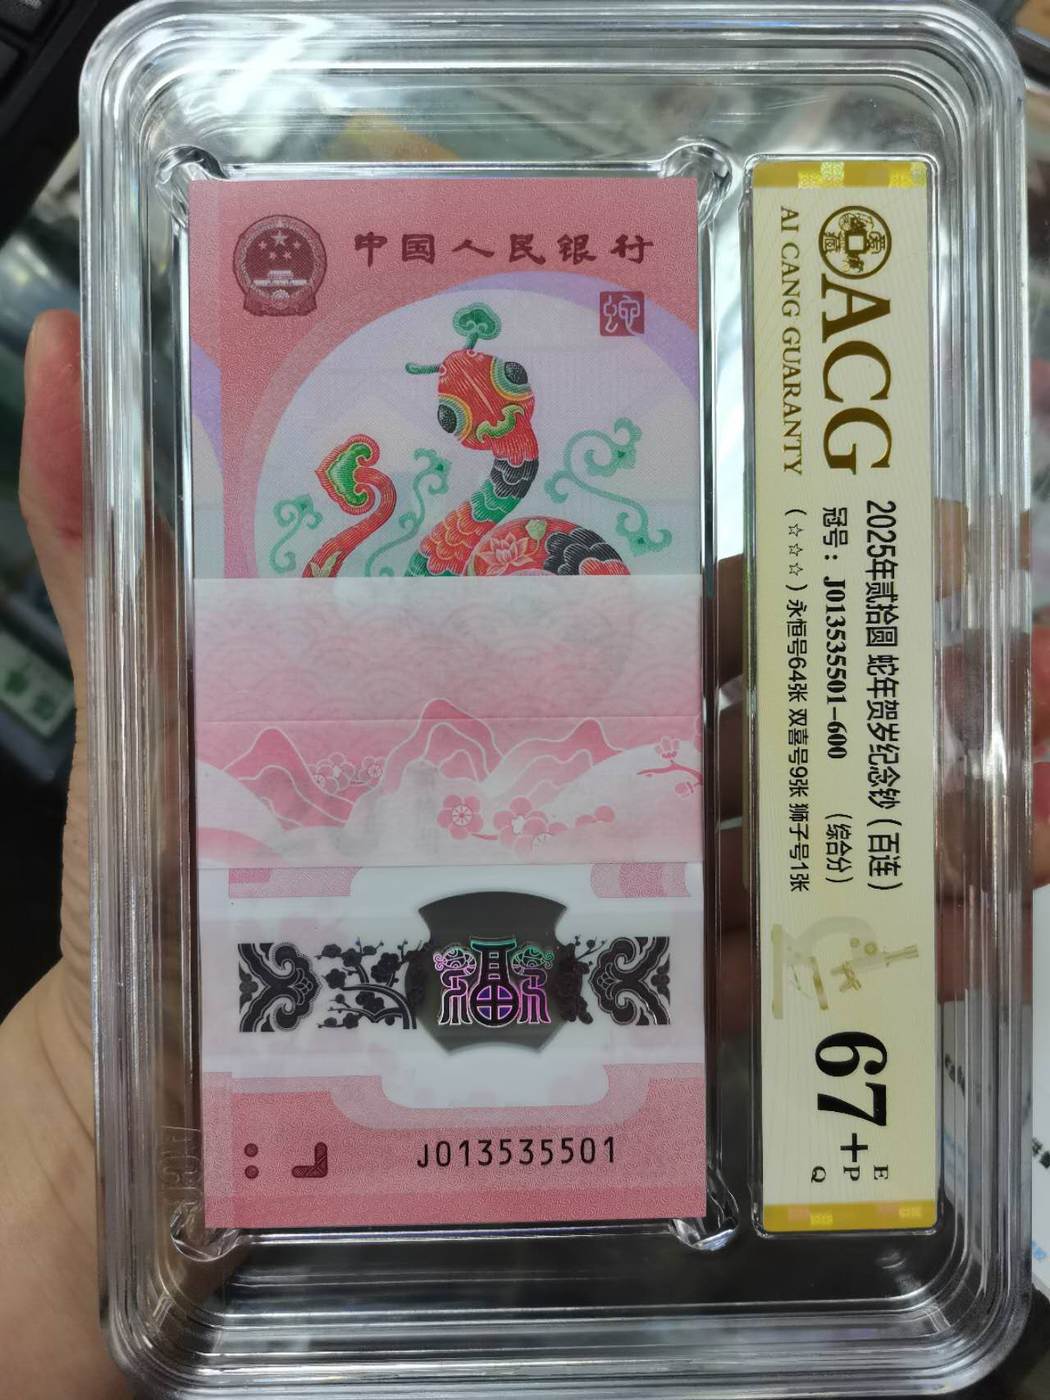 中国人民银行
蛇
J013535501
ACG
AI CANG GUARANTY
2025年贰拾圆 蛇年贺岁纪念钞（百连）
冠号：J013535501-600 （综合分）
（☆☆☆）永恒号64张 双喜号9张 狮子号1张
67+
E
P
Q